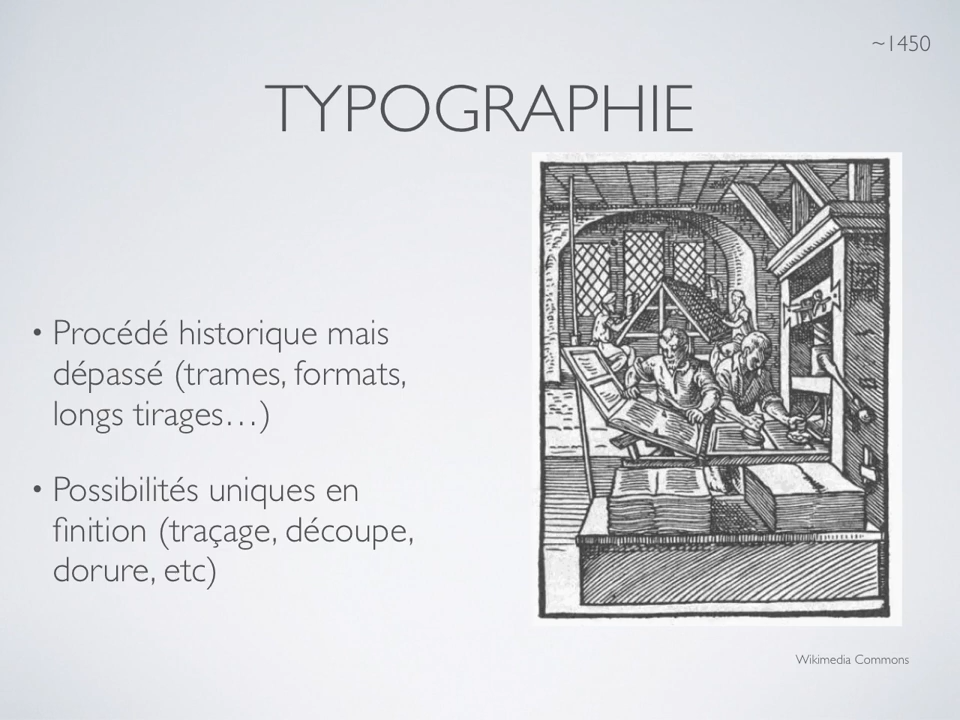 ~1450
TYPOGRAPHIE
• Procédé historique mais
dépassé (trames, formats,
longs tirages…)
• Possibilités uniques en
finition (traçage, découpe,
dorure, etc)
Wikimedia Commons